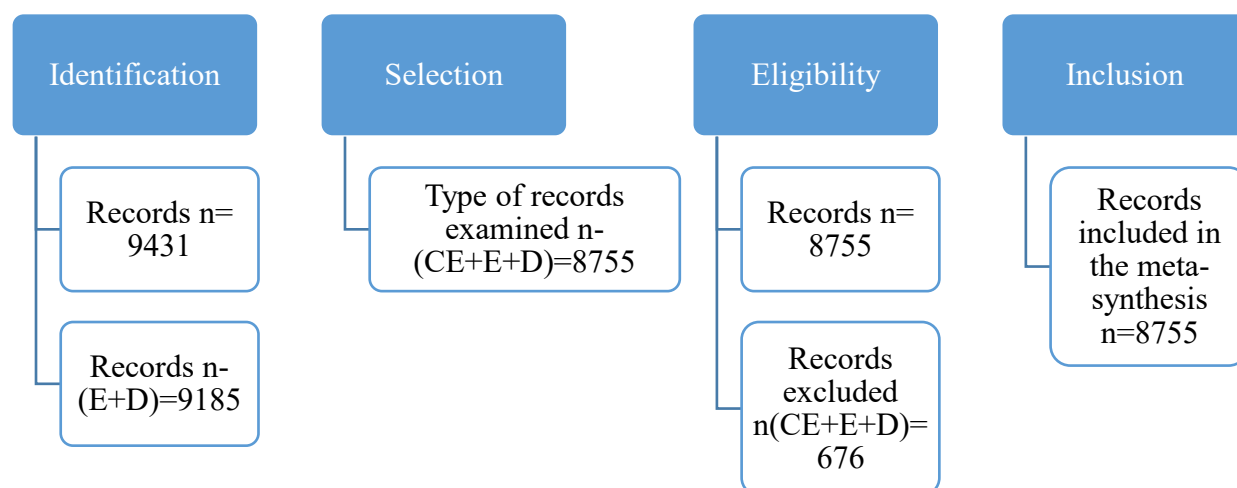 Identification
Records n=
9431
Records n-
(E+D)=9185
Selection
Type of records
examined n-
(CE+E+D)=8755
Eligibility
Records n=
8755
Records
excluded
n(CE+E+D)=
676
Inclusion
Records
included in
the meta-
synthesis
n=8755